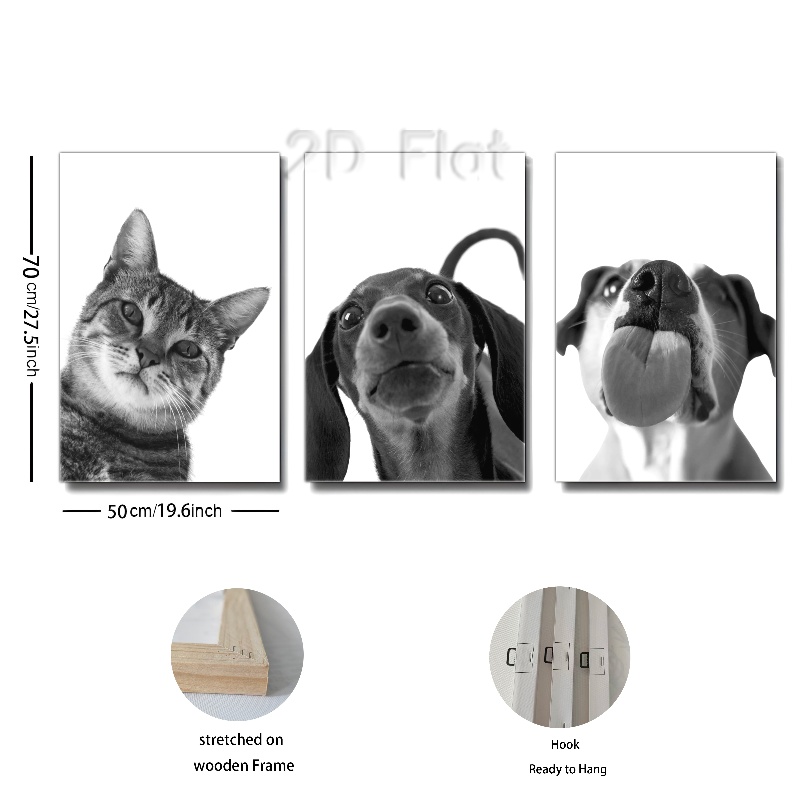 2D Flat
70 cm/27.5inch
50cm/19.6inch
stretched on
wooden Frame
Hook
Ready to Hang